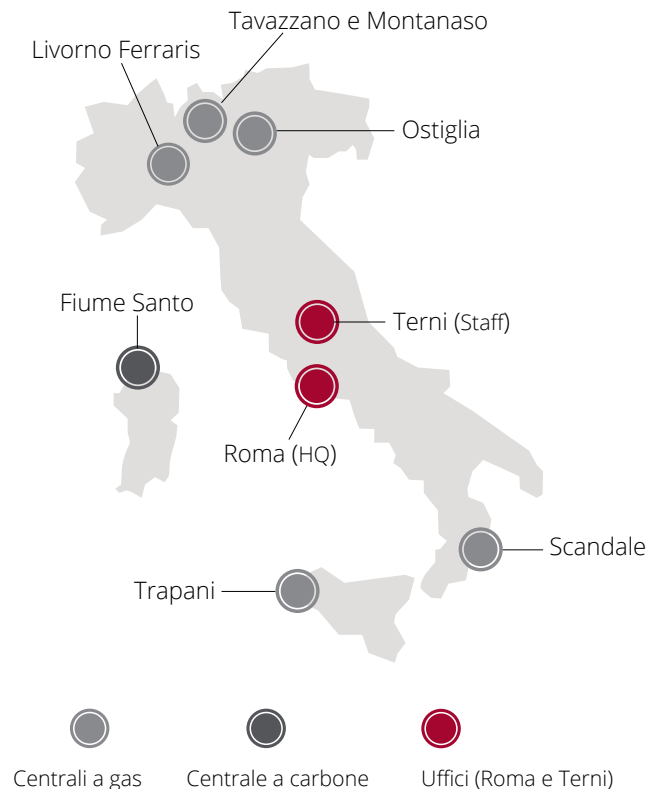 Tavazzano e Montanaso
Livorno Ferraris
Ostiglia
Fiume Santo
Terni (Staff)
Roma (HQ)
Scandale
Trapani
Centrali a gas
Centrale a carbone
Uffici (Roma e Terni)